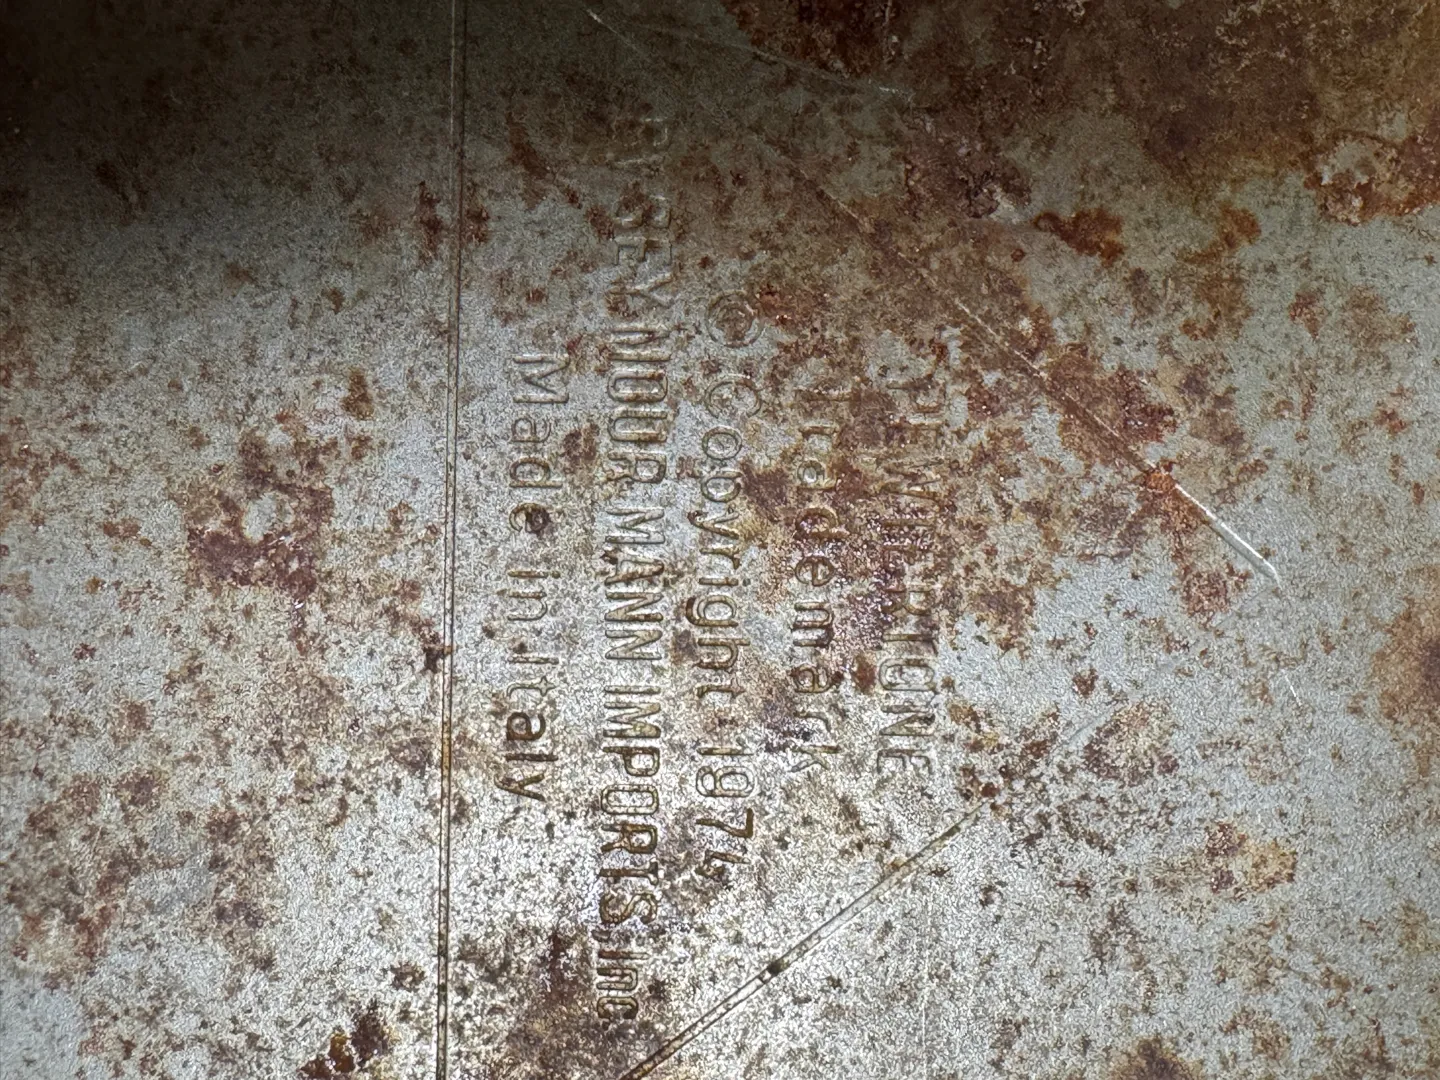 PEWTERTONE
Trademark
© Copyright 1974
BY SEYMOUR MANN IMPORTS, Inc
Made in Italy